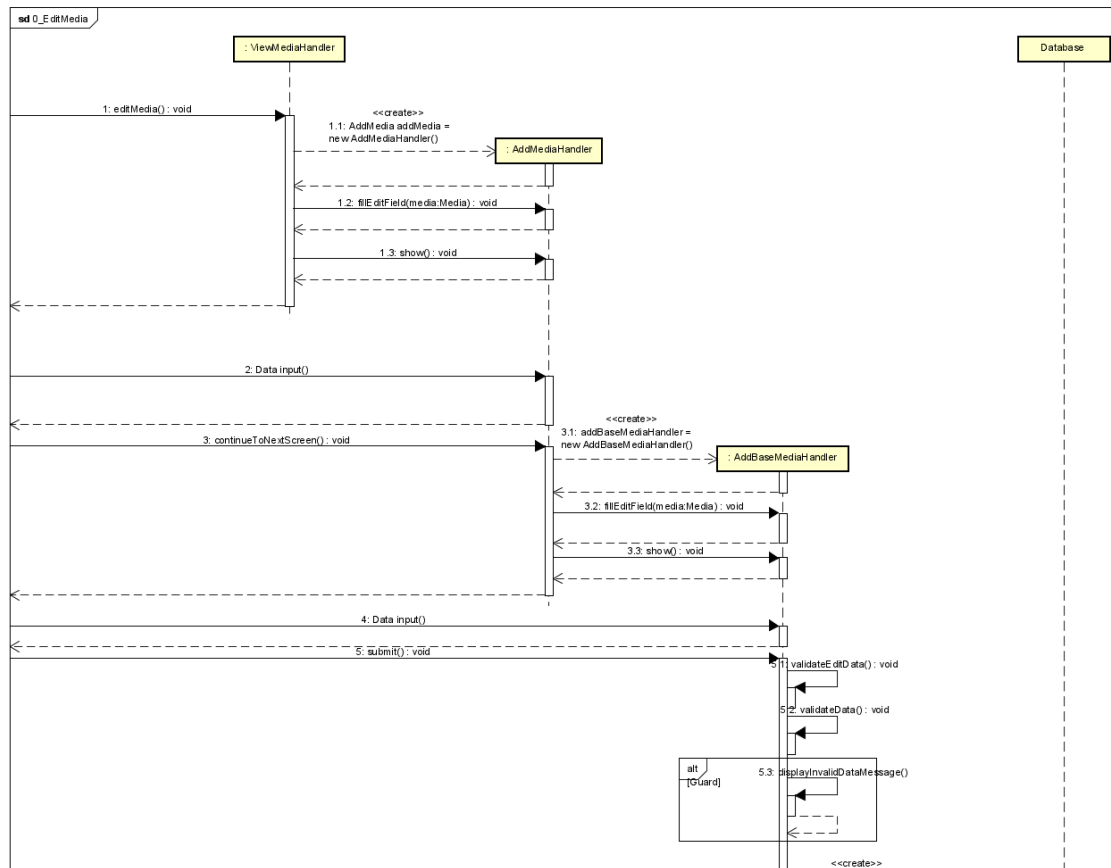 sd 0_EditMedia
: ViewMediaHandler
Database
1: editMedia() : void
<<create>>
1.1: AddMedia addMedia =
new AddMediaHandler()
: AddMediaHandler
1.2: fillEditField(media:Media) : void
1.3: show() : void
2: Data input()
<<create>>
3.1: addBaseMediaHandler =
new AddBaseMediaHandler()
3: continueToNextScreen() : void
: AddBaseMediaHandler
3.2: fillEditField(media:Media) : void
3.3: show() : void
4: Data input()
5: submit() : void
5.1: validateEditData() : void
5.2: validateData() : void
alt
5.3: displayInvalidDataMessage()
[Guard]
<<create>>